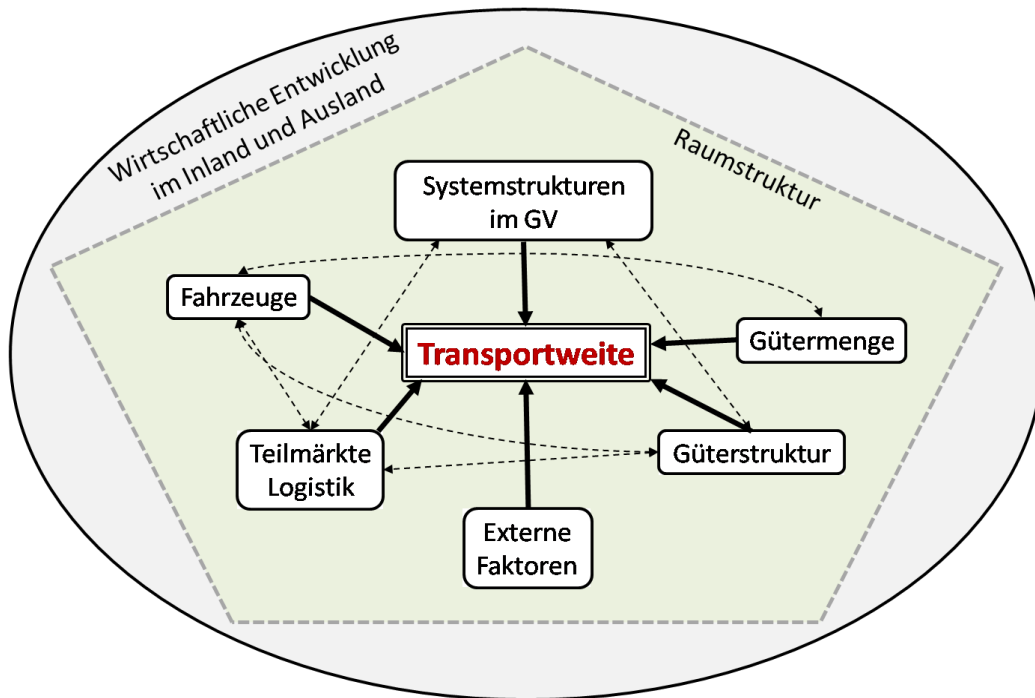 Wirtschaftliche Entwicklung
im Inland und Ausland
Raumstruktur
Systemstrukturen
im GV
Fahrzeuge
Transportweite
Gütermenge
Teilmärkte
Logistik
Güterstruktur
Externe
Faktoren